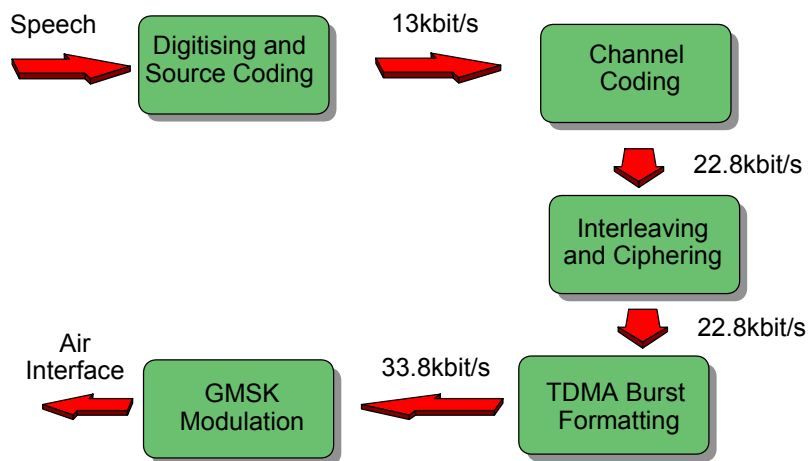 Speech
Digitising and
Source Coding
13kbit/s
Channel
Coding
22.8kbit/s
Interleaving
and Ciphering
22.8kbit/s
TDMA Burst
Formatting
33.8kbit/s
GMSK
Modulation
Air
Interface